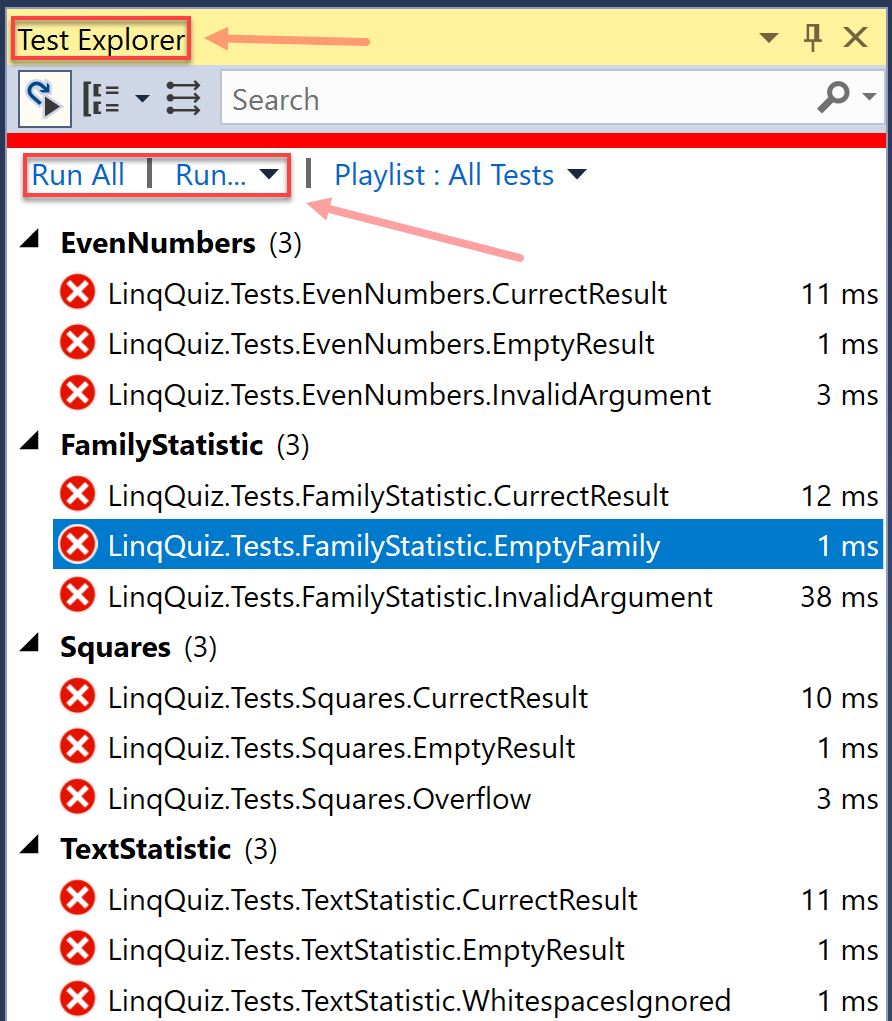 Test Explorer
Search
Run All | Run... | Playlist : All Tests
EvenNumbers (3)
LinqQuiz.Tests.EvenNumbers.CurrectResult 11 ms
LinqQuiz.Tests.EvenNumbers.EmptyResult 1 ms
LinqQuiz.Tests.EvenNumbers.InvalidArgument 3 ms
FamilyStatistic (3)
LinqQuiz.Tests.FamilyStatistic.CurrectResult 12 ms
LinqQuiz.Tests.FamilyStatistic.EmptyFamily 1 ms
LinqQuiz.Tests.FamilyStatistic.InvalidArgument 38 ms
Squares (3)
LinqQuiz.Tests.Squares.CurrectResult 10 ms
LinqQuiz.Tests.Squares.EmptyResult 1 ms
LinqQuiz.Tests.Squares.Overflow 3 ms
TextStatistic (3)
LinqQuiz.Tests.TextStatistic.CurrectResult 11 ms
LinqQuiz.Tests.TextStatistic.EmptyResult 1 ms
LinqQuiz.Tests.TextStatistic.WhitespacesIgnored 1 ms